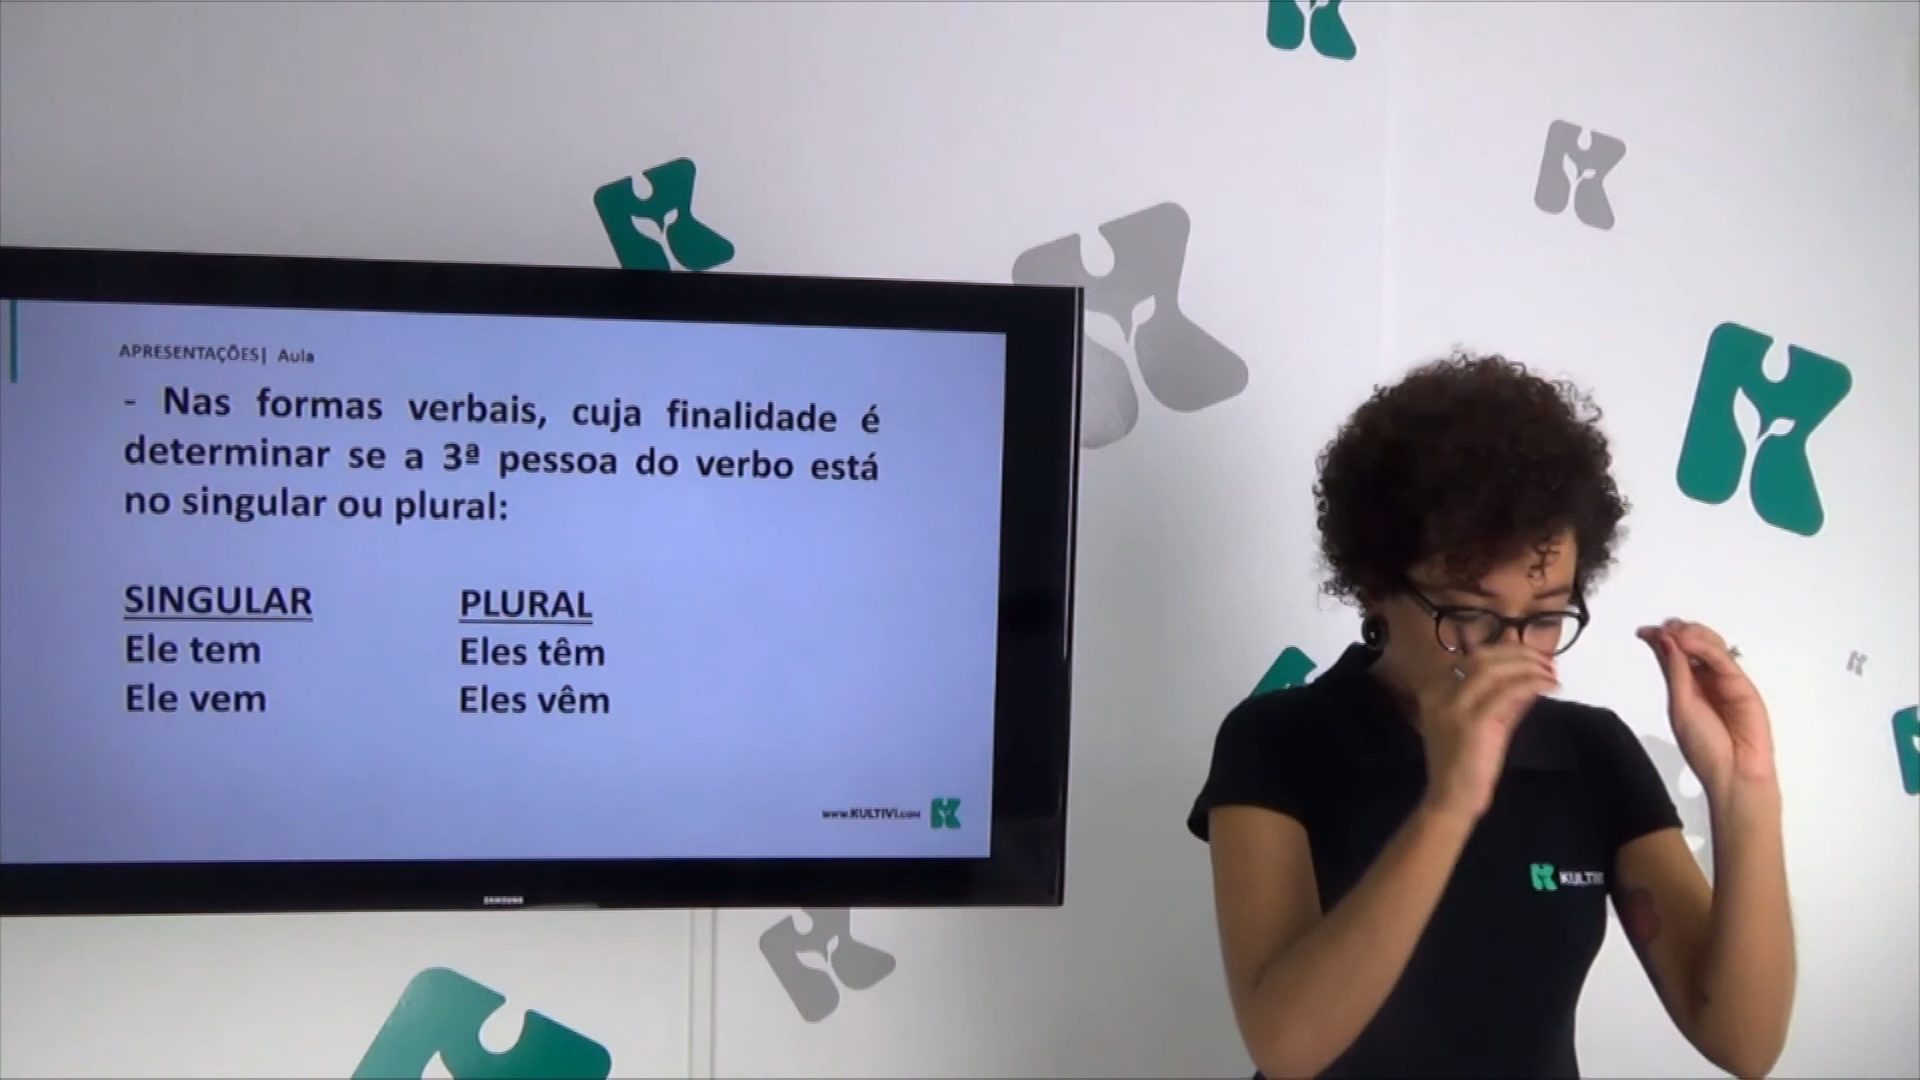 APRESENTAÇÕES| Aula
- Nas formas verbais, cuja finalidade é
determinar se a 3ª pessoa do verbo está
no singular ou plural:
SINGULAR PLURAL
Ele tem Eles têm
Ele vem Eles vêm
www.KULTIVI.COM
SAMSUNG
KULTIVI